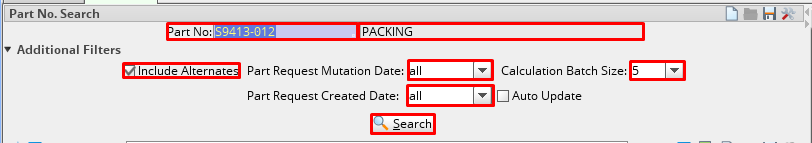 Part No. Search
Part No: S9413-012 PACKING
Additional Filters
Include Alternates Part Request Mutation Date: all Calculation Batch Size: 5
Part Request Created Date: all Auto Update
Search